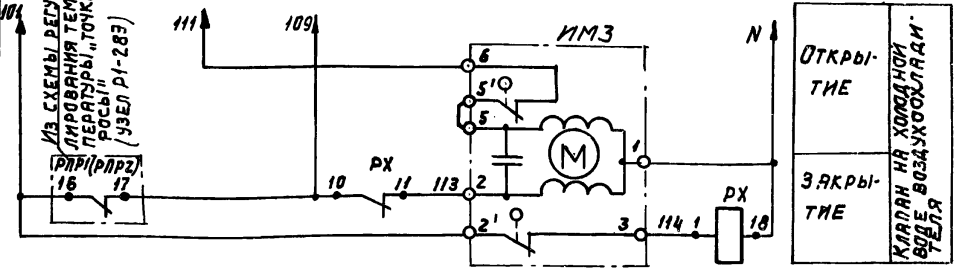 101
Из схемы регу-
лирования тем-
пературы „точк
росы"
(узел Р1-283)
111
109
ИМ3
N
6
5'
5
М
1
РПР1(РПР2)
16
17
10
РХ
11
113
2
2'
3
114
1
РХ
18
Откры-
тие
Закры-
тие
Клапан на холодной
воде воздухоохлади-
теля